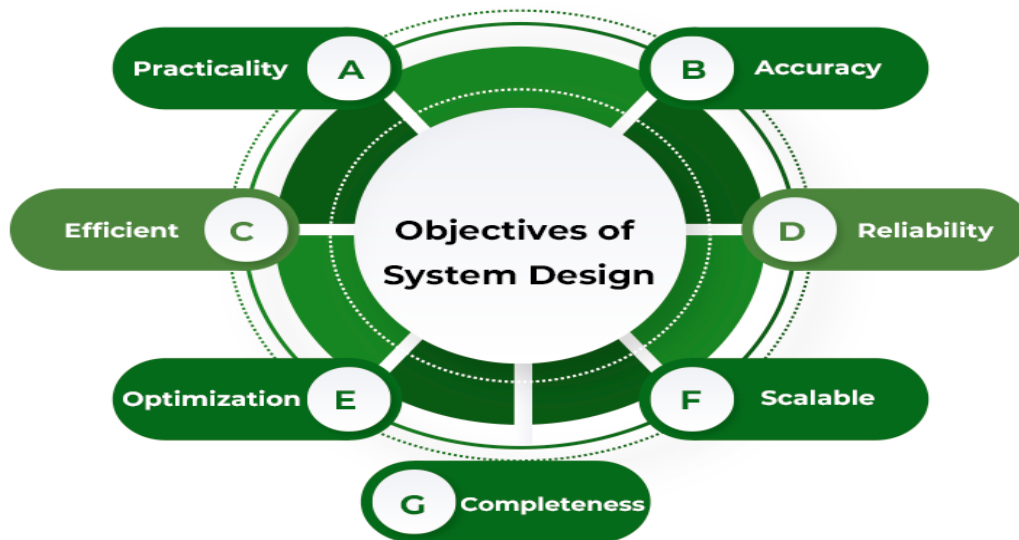 Practicality A
B Accuracy
Efficient C
Objectives of
System Design
D Reliability
Optimization E
F Scalable
G Completeness